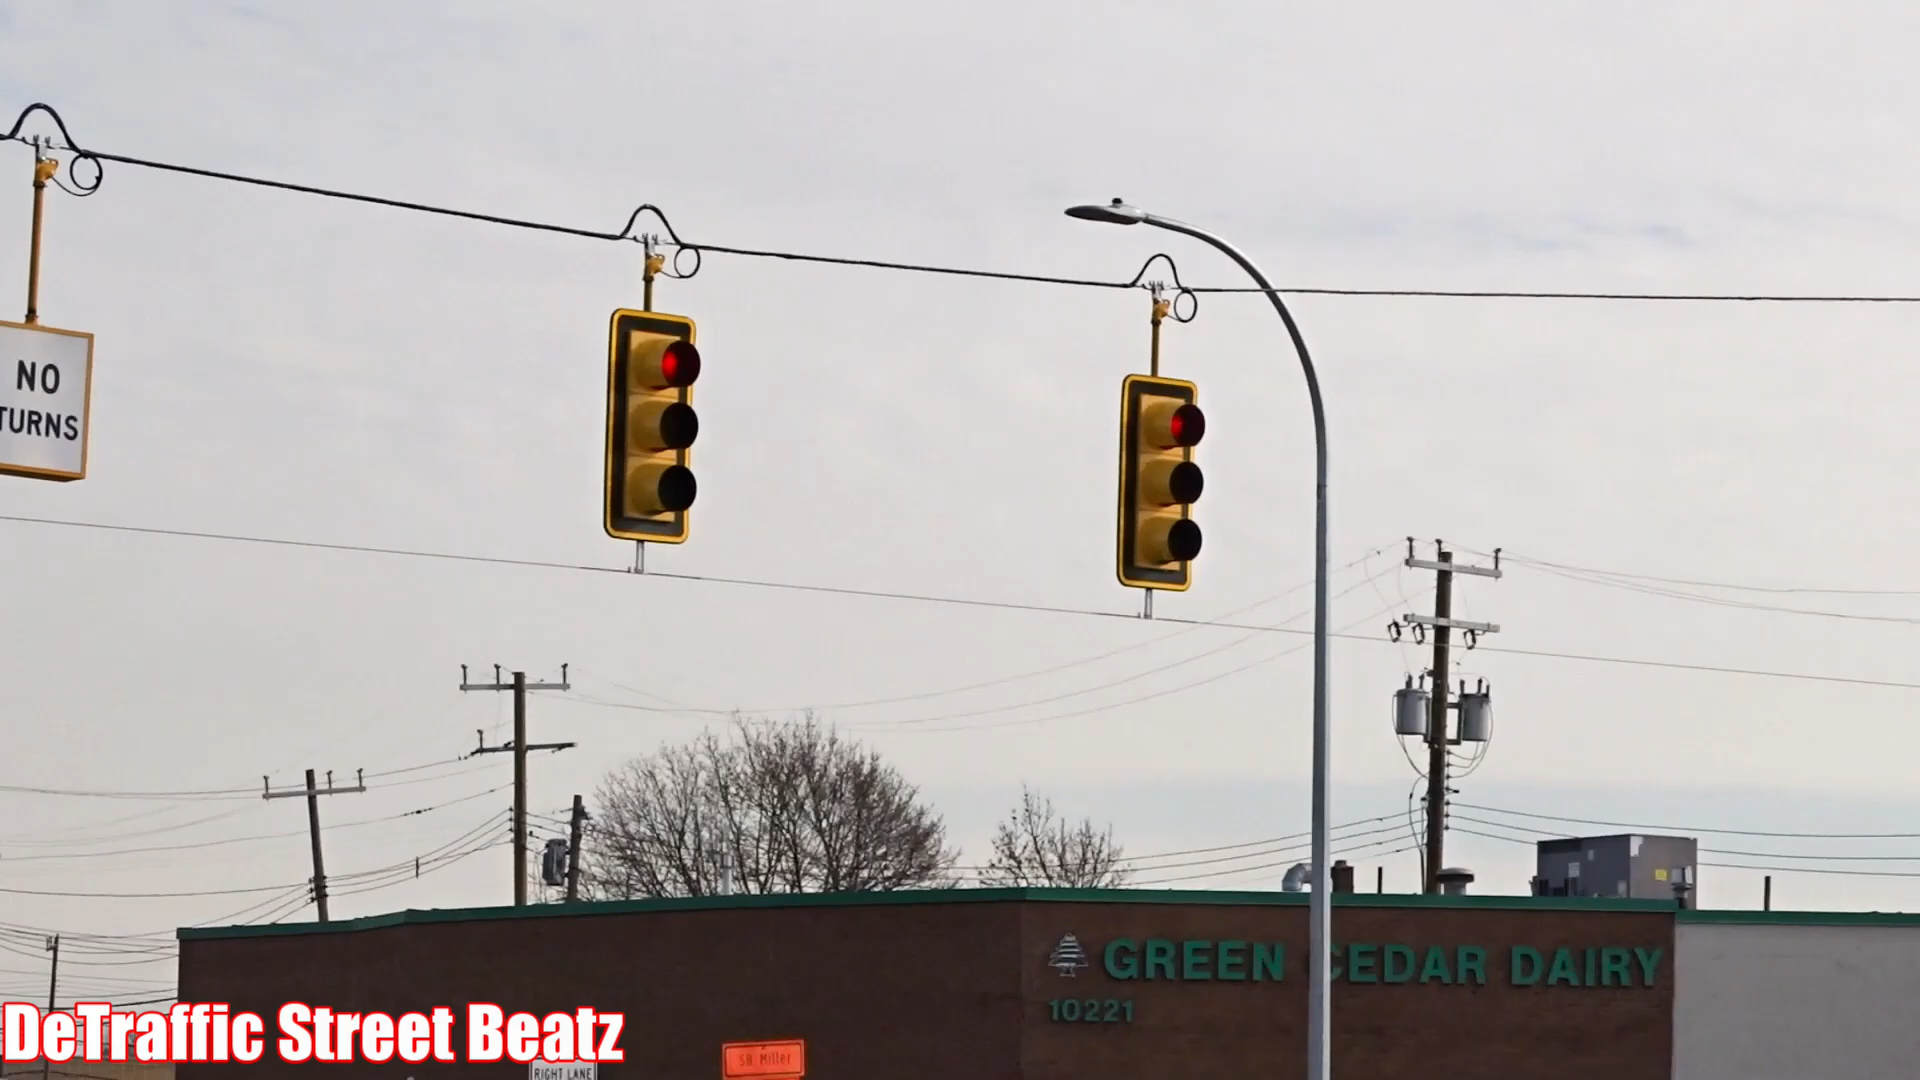 NO
TURNS
GREEN CEDAR DAIRY
10221
DeTraffic Street Beatz
SB Miller
RIGHT LANE